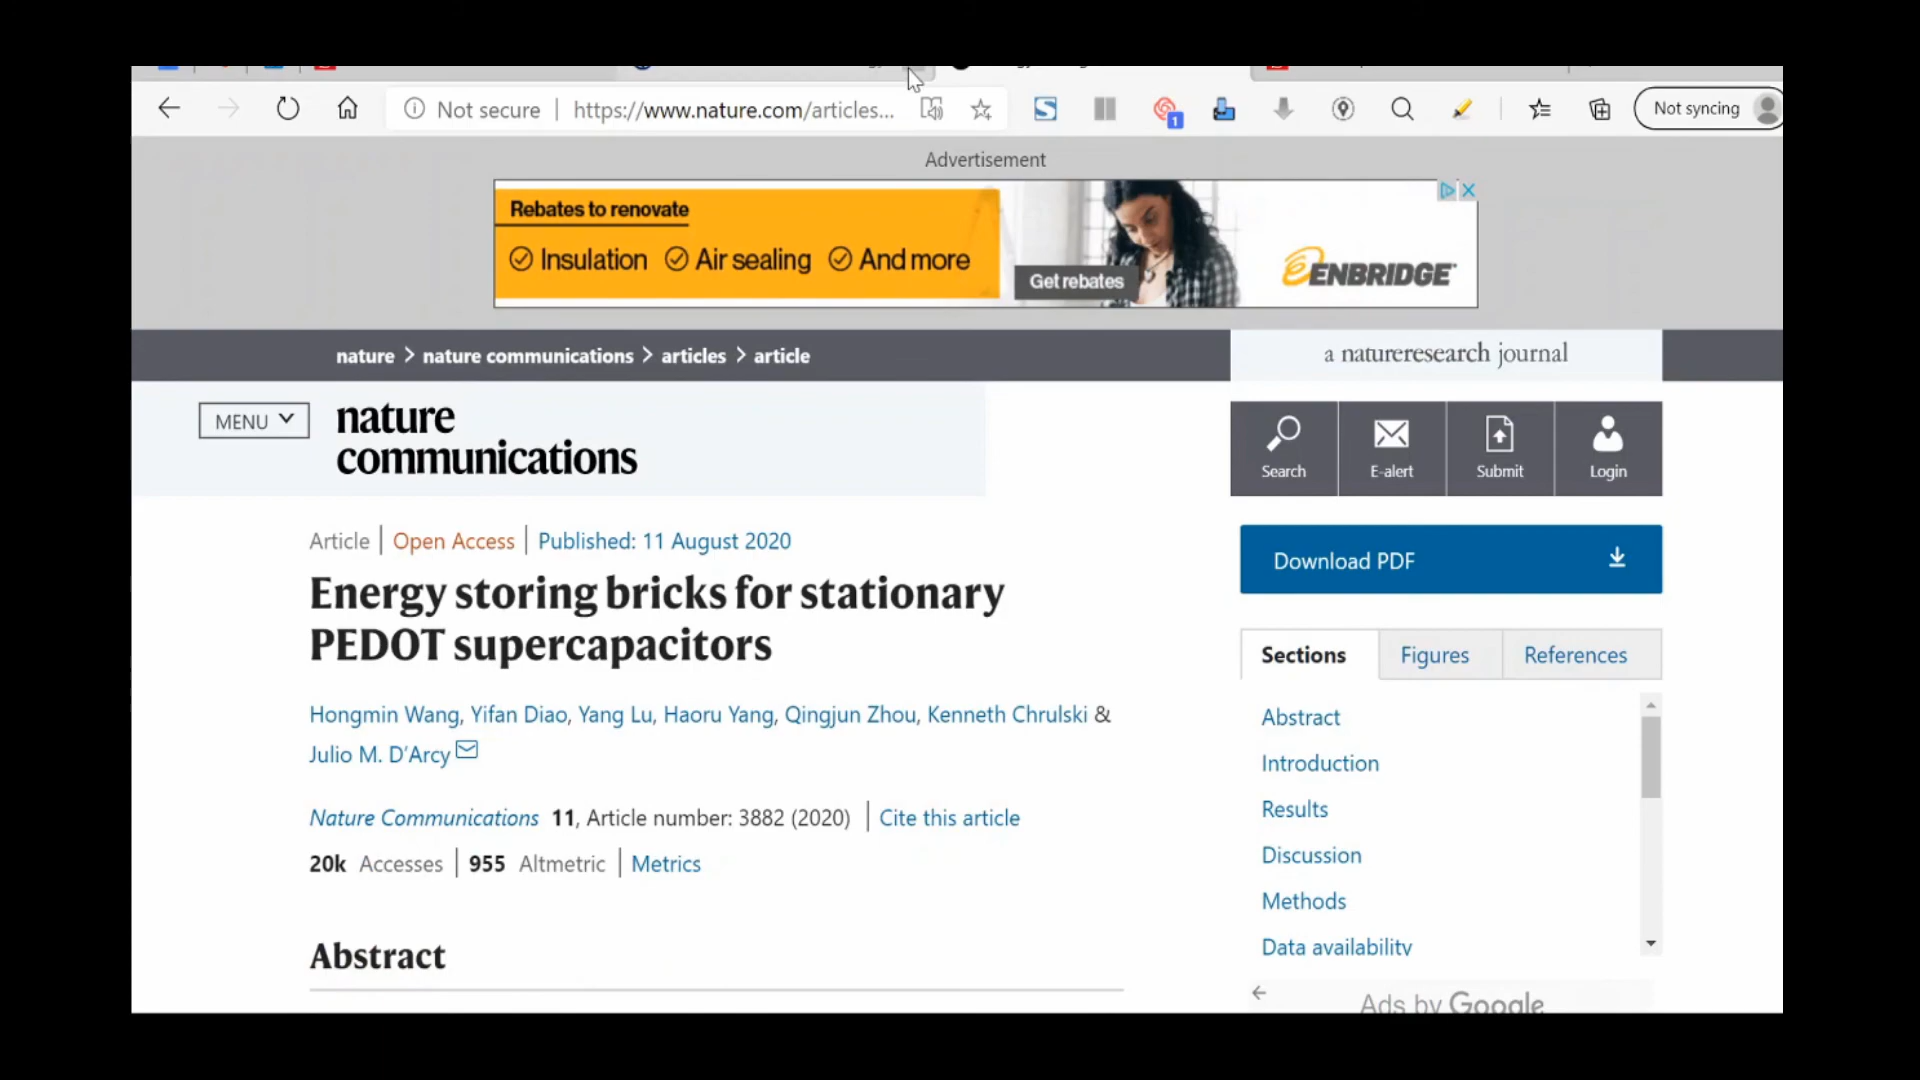 Not secure
https://www.nature.com/articles...
1
Not syncing
Advertisement
Rebates to renovate
Insulation Air sealing And more
Get rebates
ENBRIDGE
nature > nature communications > articles > article
a natureresearch journal
MENU
nature
communications
Search
E-alert
Submit
Login
Article | Open Access | Published: 11 August 2020
Energy storing bricks for stationary
PEDOT supercapacitors
Hongmin Wang, Yifan Diao, Yang Lu, Haoru Yang, Qingjun Zhou, Kenneth Chrulski &
Julio M. D'Arcy
Nature Communications 11, Article number: 3882 (2020) | Cite this article
20k Accesses | 955 Altmetric | Metrics
Abstract
Download PDF
Sections
Figures
References
Abstract
Introduction
Results
Discussion
Methods
Data availability
Ads by Google